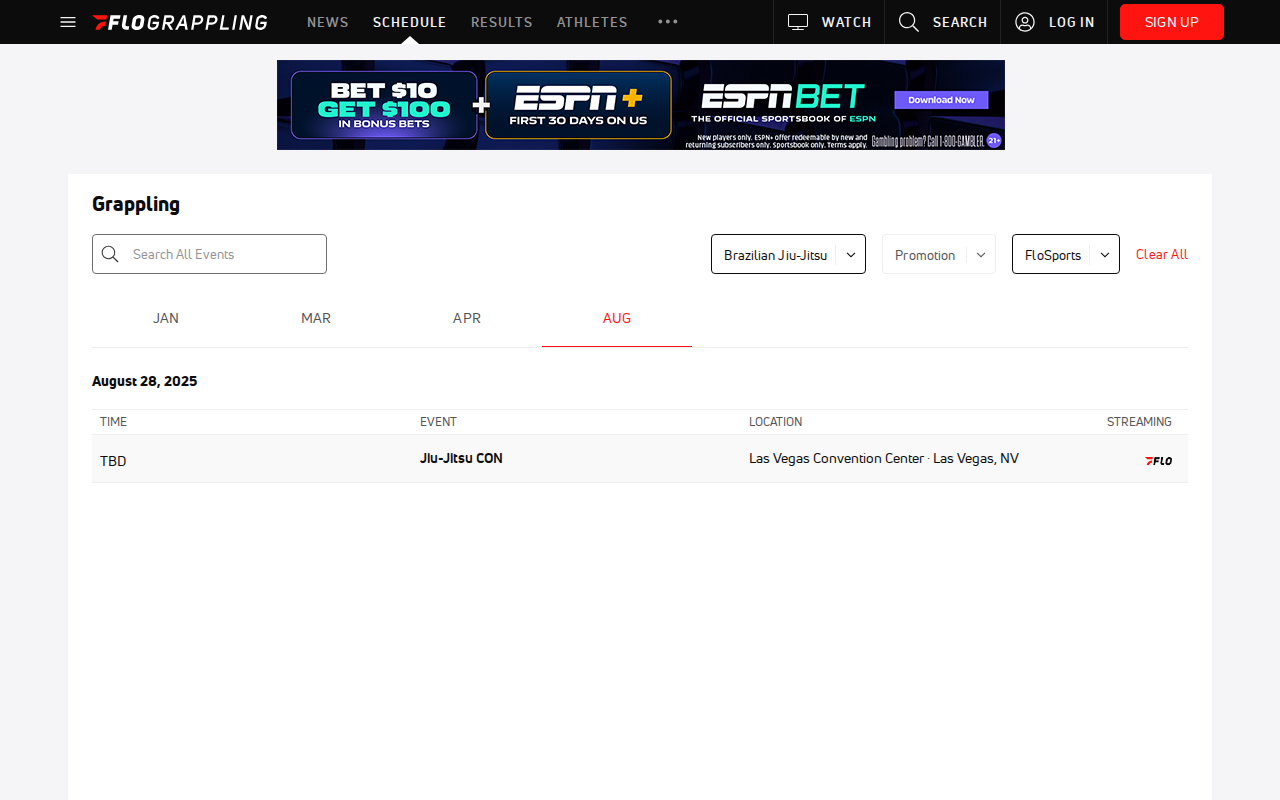 FLOGRAPPLING NEWS SCHEDULE RESULTS ATHLETES WATCH SEARCH LOG IN SIGN UP
BET $10
GET $100
IN BONUS BETS
+
ESPN+
FIRST 30 DAYS ON US
ESPN BET
THE OFFICIAL SPORTSBOOK OF ESPN
Download Now
New players only. ESPN+ offer redeemable by new and
returning subscribers only. Sportsbook only. Terms apply.
Gambling problem? Call 1-800-GAMBLER.
21+
Grappling
Search All Events Brazilian Jiu-Jitsu Promotion FloSports Clear All
JAN MAR APR AUG
August 28, 2025
TIME EVENT LOCATION STREAMING
TBD Jiu-Jitsu CON Las Vegas Convention Center · Las Vegas, NV FLO